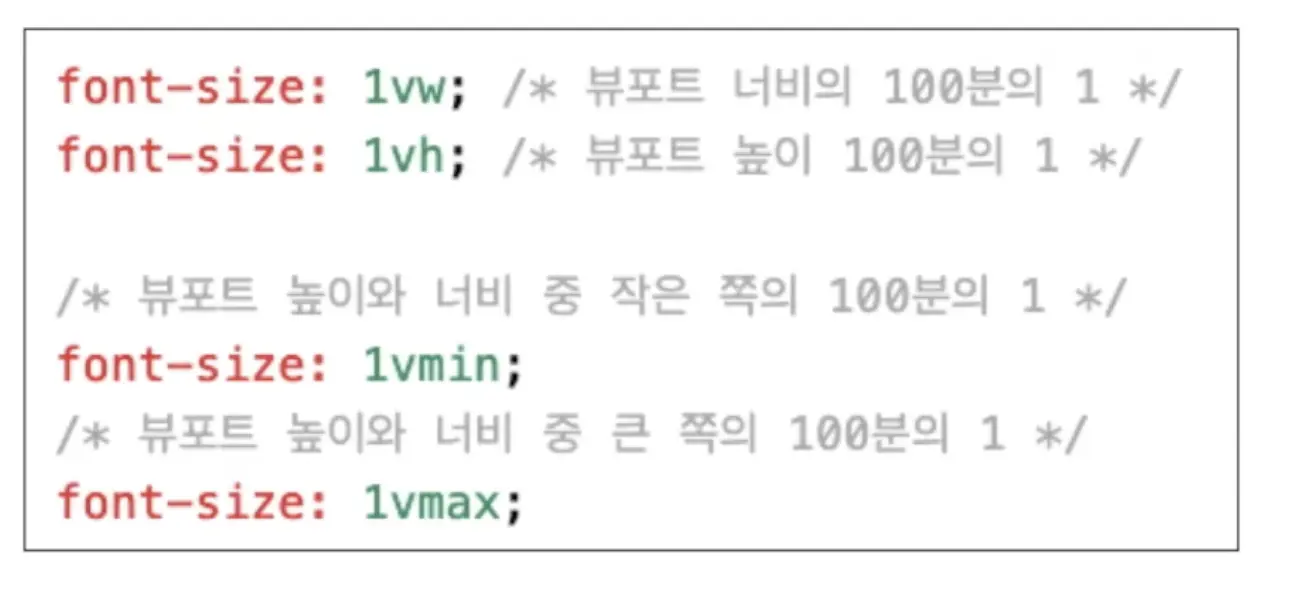 font-size: 1vw; /* 뷰포트 너비의 100분의 1 */
font-size: 1vh; /* 뷰포트 높이 100분의 1 */
/* 뷰포트 높이와 너비 중 작은 쪽의 100분의 1 */
font-size: 1vmin;
/* 뷰포트 높이와 너비 중 큰 쪽의 100분의 1 */
font-size: 1vmax;